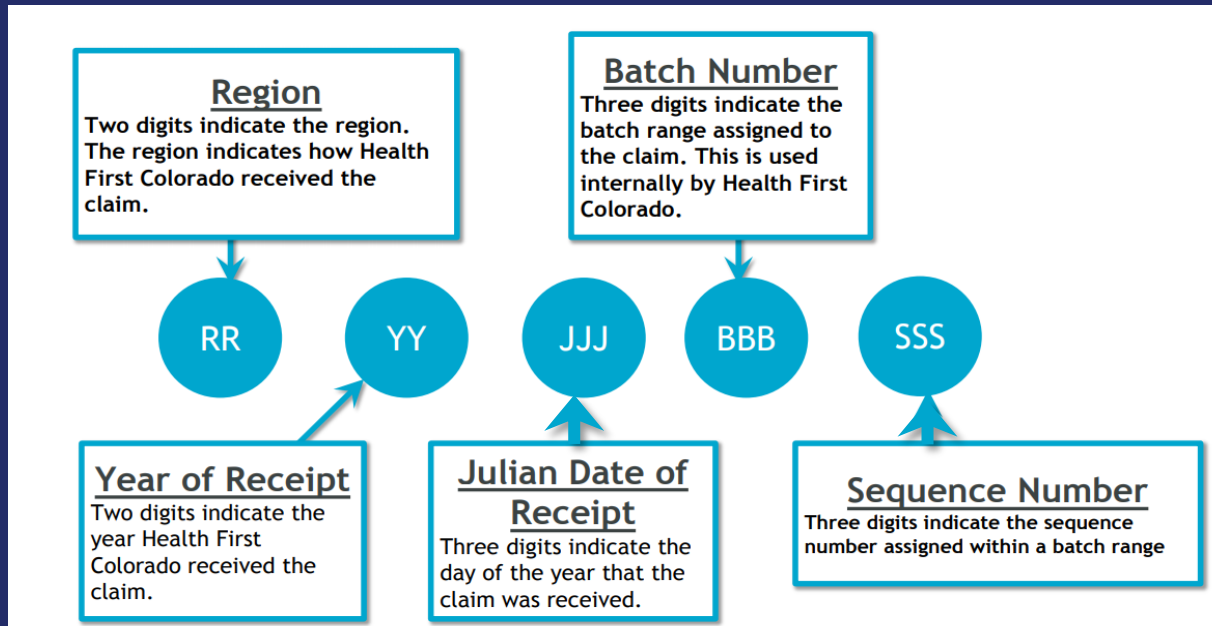 Region
Two digits indicate the region.
The region indicates how Health
First Colorado received the
claim.
Batch Number
Three digits indicate the
batch range assigned to
the claim. This is used
internally by Health First
Colorado.
RR
YY
JJJ
BBB
SSS
Year of Receipt
Two digits indicate the
year Health First
Colorado received the
claim.
Julian Date of
Receipt
Three digits indicate the
day of the year that the
claim was received.
Sequence Number
Three digits indicate the sequence
number assigned within a batch range